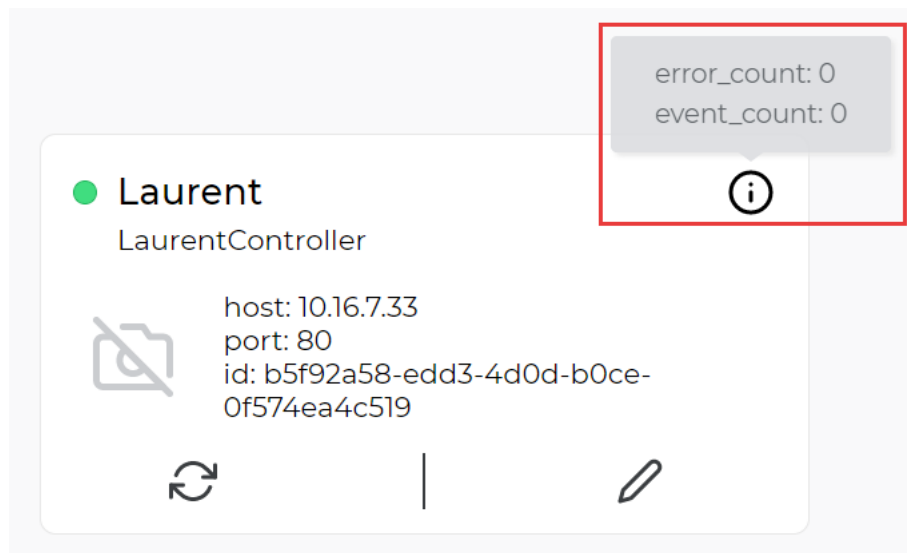 error_count: 0
event_count: 0
Laurent
LaurentController
host: 10.16.7.33
port: 80
id: b5f92a58-edd3-4d0d-b0ce-
0f574ea4c519